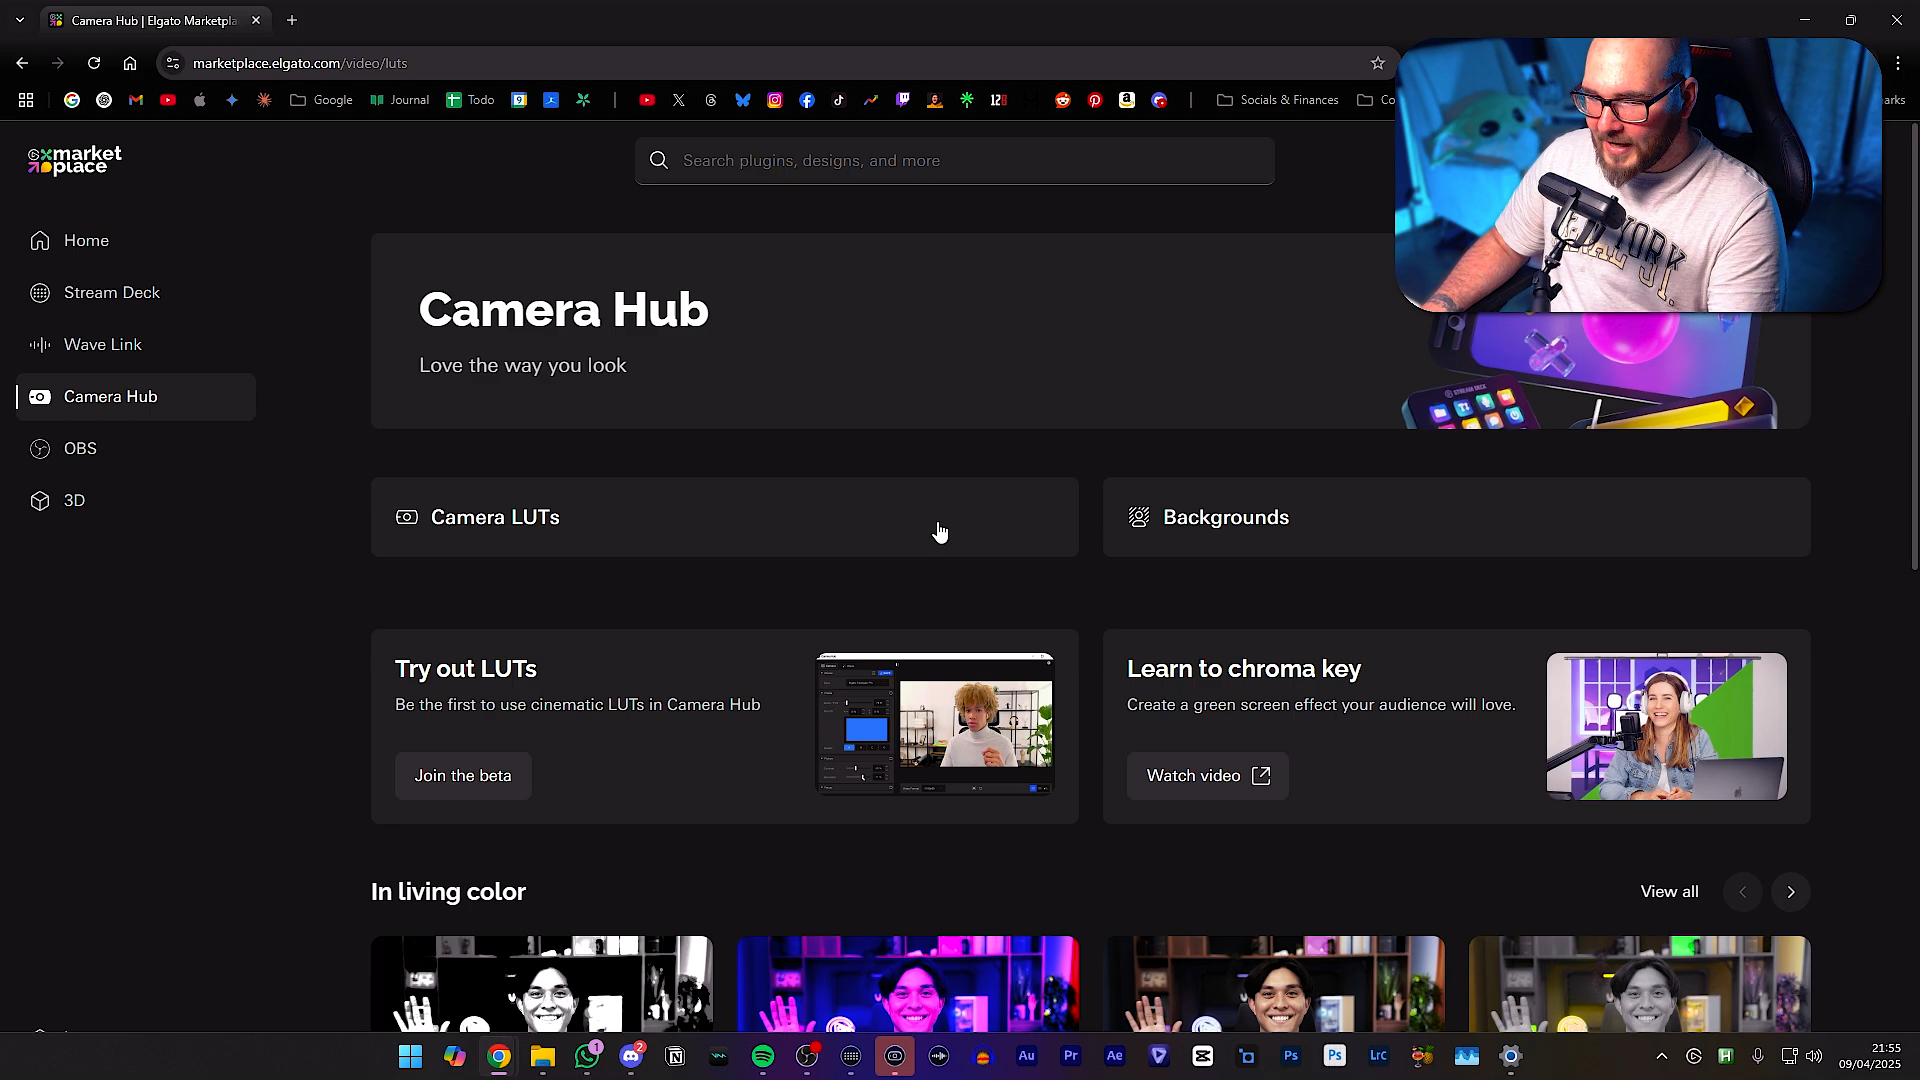 Camera Hub | Elgato Marketpla
marketplace.elgato.com/video/luts
Google
Journal
Todo
Socials & Finances
Co
arks
market
place
Search plugins, designs, and more
Home
Stream Deck
Wave Link
Camera Hub
OBS
3D
Camera Hub
Love the way you look
Camera LUTs
Backgrounds
Try out LUTs
Be the first to use cinematic LUTs in Camera Hub
Join the beta
Learn to chroma key
Create a green screen effect your audience will love.
Watch video
In living color
View all
21:55
09/04/2025